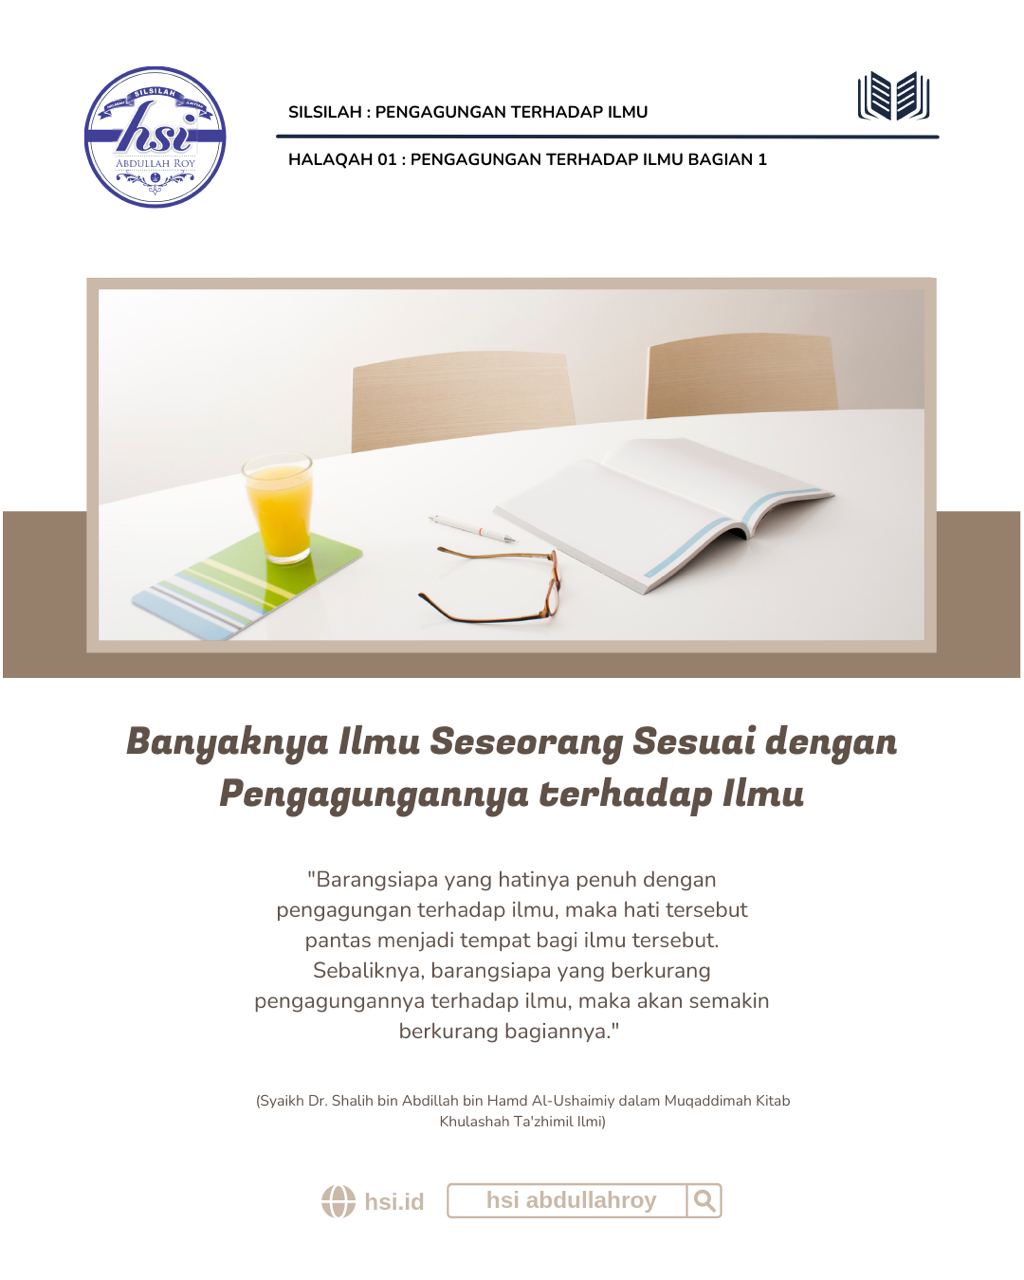 SILSILAH
hsi
ABDULLAH ROY
SILSILAH : PENGAGUNGAN TERHADAP ILMU
HALAQAH 01 : PENGAGUNGAN TERHADAP ILMU BAGIAN 1
Banyaknya Ilmu Seseorang Sesuai dengan
Pengagungannya terhadap Ilmu
"Barangsiapa yang hatinya penuh dengan
pengagungan terhadap ilmu, maka hati tersebut
pantas menjadi tempat bagi ilmu tersebut.
Sebaliknya, barangsiapa yang berkurang
pengagungannya terhadap ilmu, maka akan semakin
berkurang bagiannya."
(Syaikh Dr. Shalih bin Abdillah bin Hamd Al-Ushaimiy dalam Muqaddimah Kitab
Khulashah Ta'zhimil Ilmi)
hsi.id
hsi abdullahroy